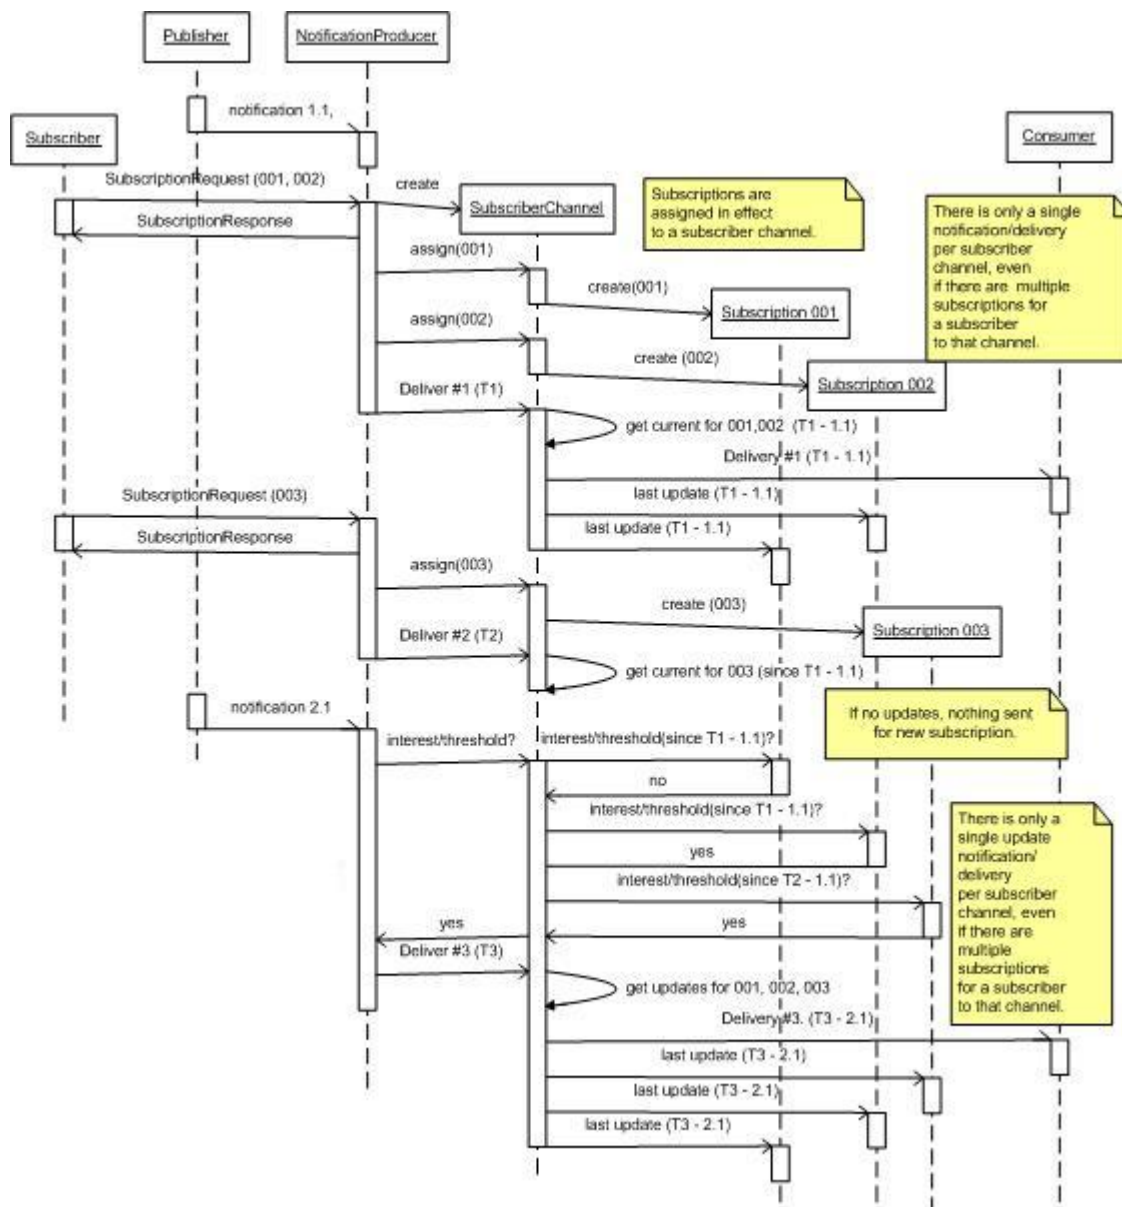 Publisher
NotificationProducer
notification 1.1,
Subscriber
Consumer
SubscriptionRequest (001, 002)
create
SubscriberChannel
Subscriptions are
assigned in effect
to a subscriber channel.
There is only a single
notification/delivery
per subscriber
channel, even
if there are multiple
subscriptions for
a subscriber
to that channel.
SubscriptionResponse
assign(001)
create(001)
Subscription 001
assign(002)
create (002)
Subscription 002
Deliver #1 (T1)
get current for 001,002 (T1 - 1.1)
Delivery #1 (T1 - 1.1)
last update (T1 - 1.1)
last update (T1 - 1.1)
SubscriptionRequest (003)
SubscriptionResponse
assign(003)
create (003)
Subscription 003
Deliver #2 (T2)
get current for 003 (since T1 - 1.1)
notification 2.1
If no updates, nothing sent
for new subscription.
interest/threshold?
interest/threshold(since T1 - 1.1)?
no
interest/threshold(since T1 - 1.1)?
yes
interest/threshold(since T2 - 1.1)?
yes
yes
There is only a
single update
notification/
delivery
per subscriber
channel, even
if there are
multiple
subscriptions
for a subscriber
to that channel.
Deliver #3 (T3)
get updates for 001, 002, 003
Delivery #3. (T3 - 2.1)
last update (T3 - 2.1)
last update (T3 - 2.1)
last update (T3 - 2.1)